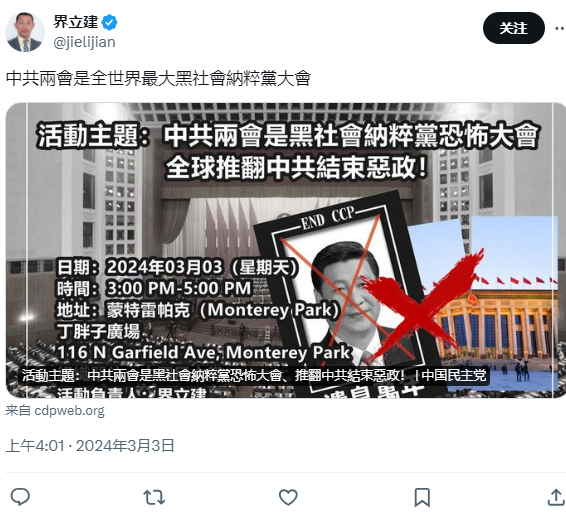 界立建
@jielijian
关注
中共兩會是全世界最大黑社會納粹黨大會
活動主題：中共兩會是黑社會納粹黨恐怖大會
全球推翻中共結束惡政！
END CCP
日期：2024年03月03（星期天）
時間：3:00 PM-5:00 PM
地址：蒙特雷帕克（Monterey Park）
丁胖子廣場
116 N Garfield Ave, Monterey Park
活動主題：中共兩會是黑社會納粹黨恐怖大會、推翻中共結束惡政！ | 中国民主党
活動負責人：界立建
遺臭萬年
来自 cdpweb.org
上午4:01 · 2024年3月3日